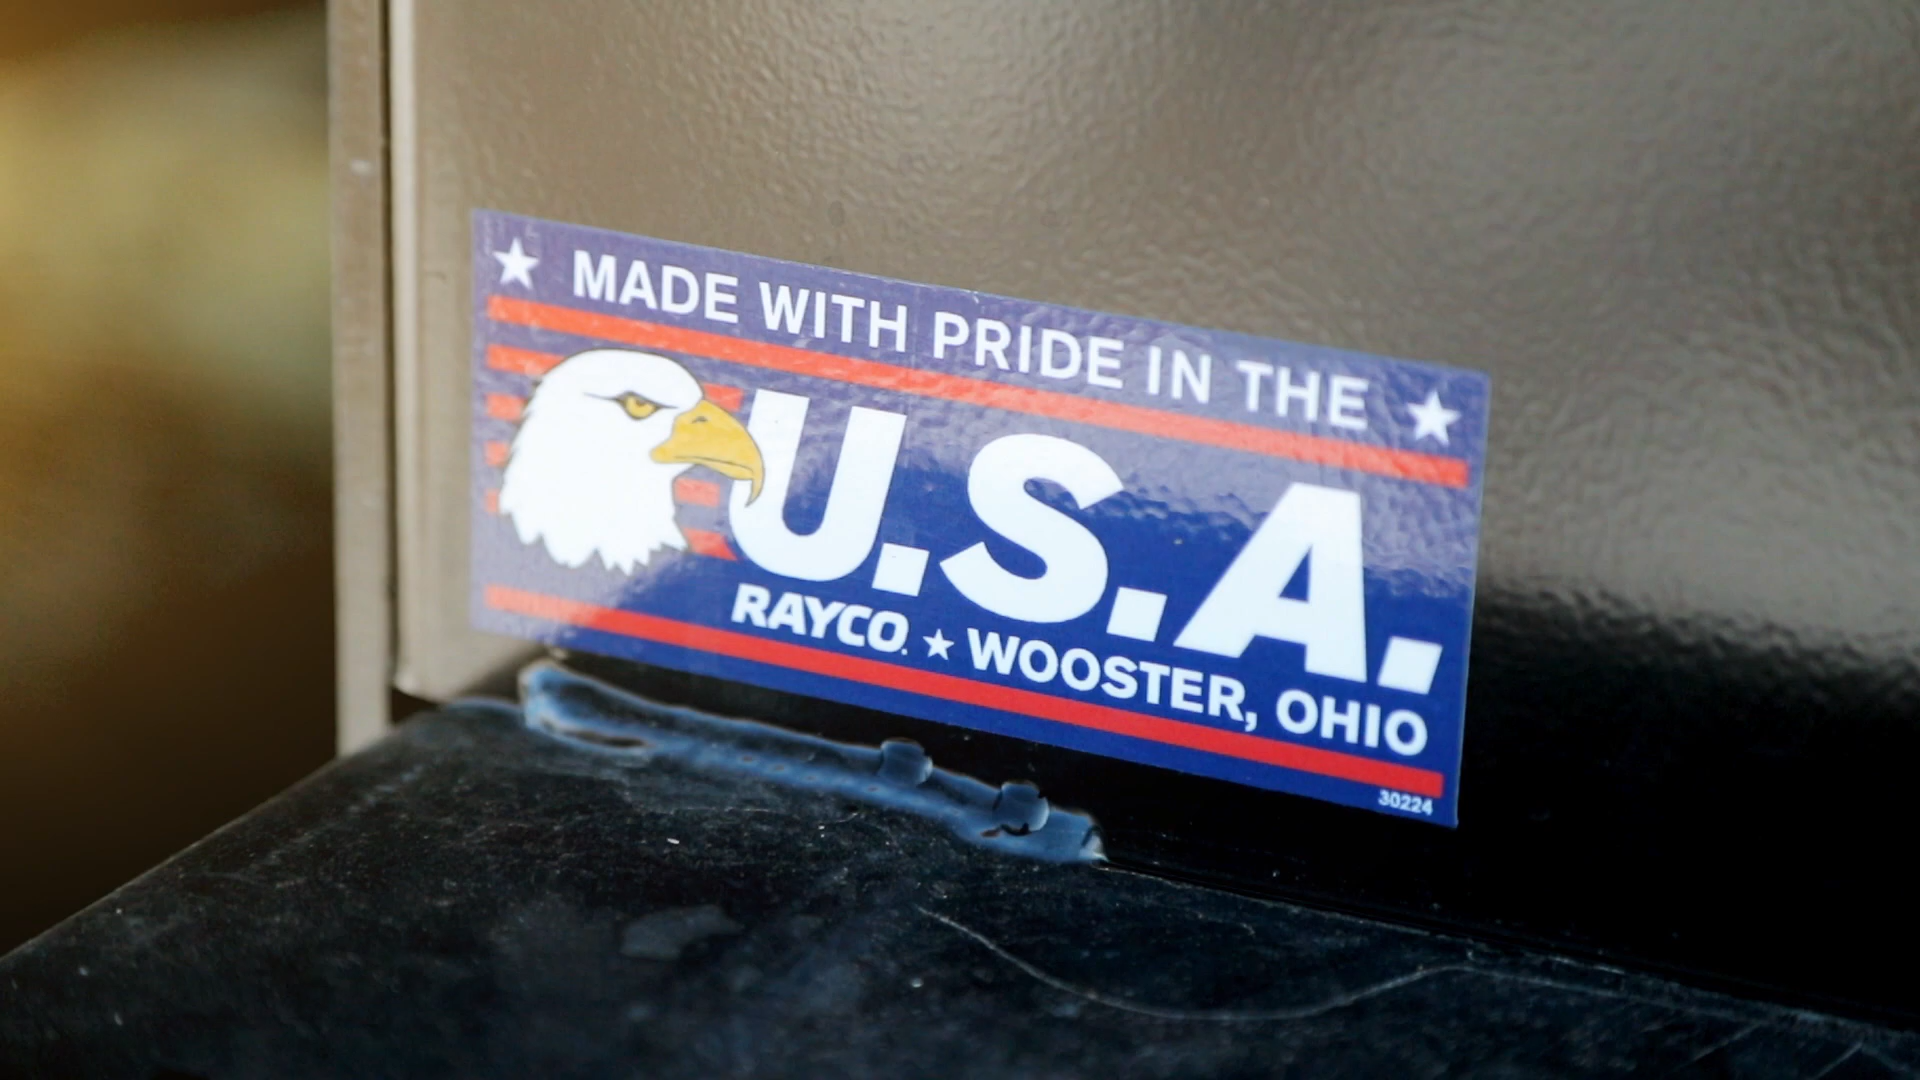 MADE WITH PRIDE IN THE
U.S.A.
RAYCO. ★ WOOSTER, OHIO
30224